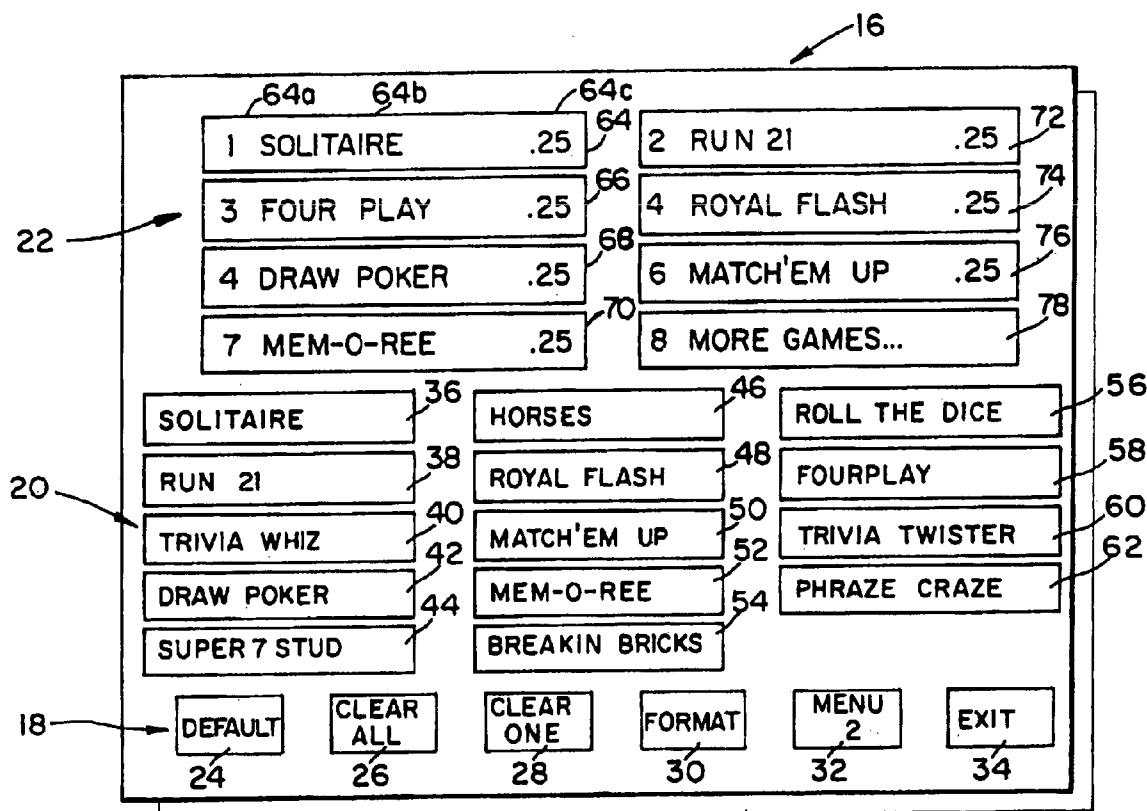 16
64a 64b 64c
1 SOLITAIRE .25 64 2 RUN 21 .25 72
22 3 FOUR PLAY .25 66 4 ROYAL FLASH .25 74
4 DRAW POKER .25 68 6 MATCH'EM UP .25 76
7 MEM-O-REE .25 70 8 MORE GAMES... 78
SOLITAIRE 36 HORSES 46 ROLL THE DICE 56
20 RUN 21 38 ROYAL FLASH 48 FOURPLAY 58
TRIVIA WHIZ 40 MATCH'EM UP 50 TRIVIA TWISTER 60
DRAW POKER 42 MEM-O-REE 52 PHRAZE CRAZE 62
SUPER 7 STUD 44 BREAKIN BRICKS 54
18 DEFAULT CLEAR ALL CLEAR ONE FORMAT MENU 2 EXIT
24 26 28 30 32 34